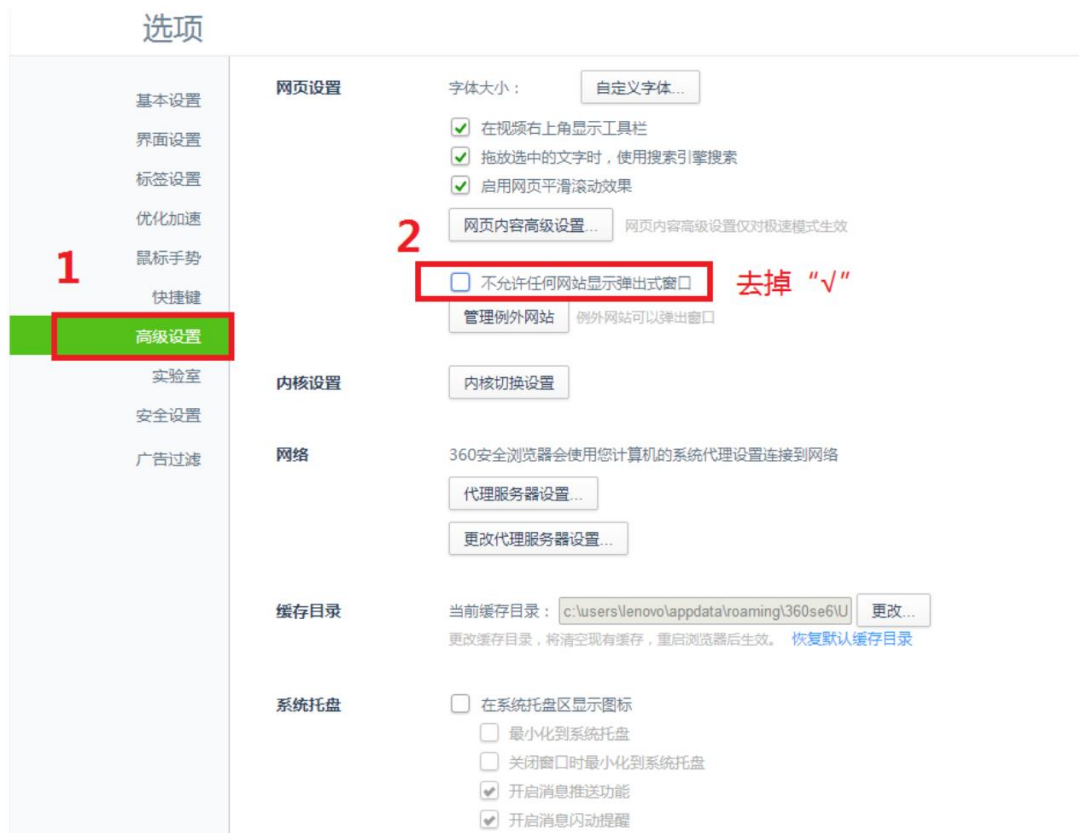 选项
基本设置
界面设置
标签设置
优化加速
鼠标手势
快捷键
高级设置
实验室
安全设置
广告过滤
1
2
网页设置
字体大小：
自定义字体...
在视频右上角显示工具栏
拖放选中的文字时，使用搜索引擎搜索
启用网页平滑滚动效果
网页内容高级设置... 网页内容高级设置仅对极速模式生效
不允许任何网站显示弹出式窗口 去掉“√”
管理例外网站 例外网站可以弹出窗口
内核设置
内核切换设置
网络
360安全浏览器会使用您计算机的系统代理设置连接到网络
代理服务器设置...
更改代理服务器设置...
缓存目录
当前缓存目录： c:\users\lenovo\appdata\roaming\360se6\U 更改...
更改缓存目录，将清空现有缓存，重启浏览器后生效。 恢复默认缓存目录
系统托盘
在系统托盘区显示图标
最小化到系统托盘
关闭窗口时最小化到系统托盘
开启消息推送功能
开启消息闪动提醒